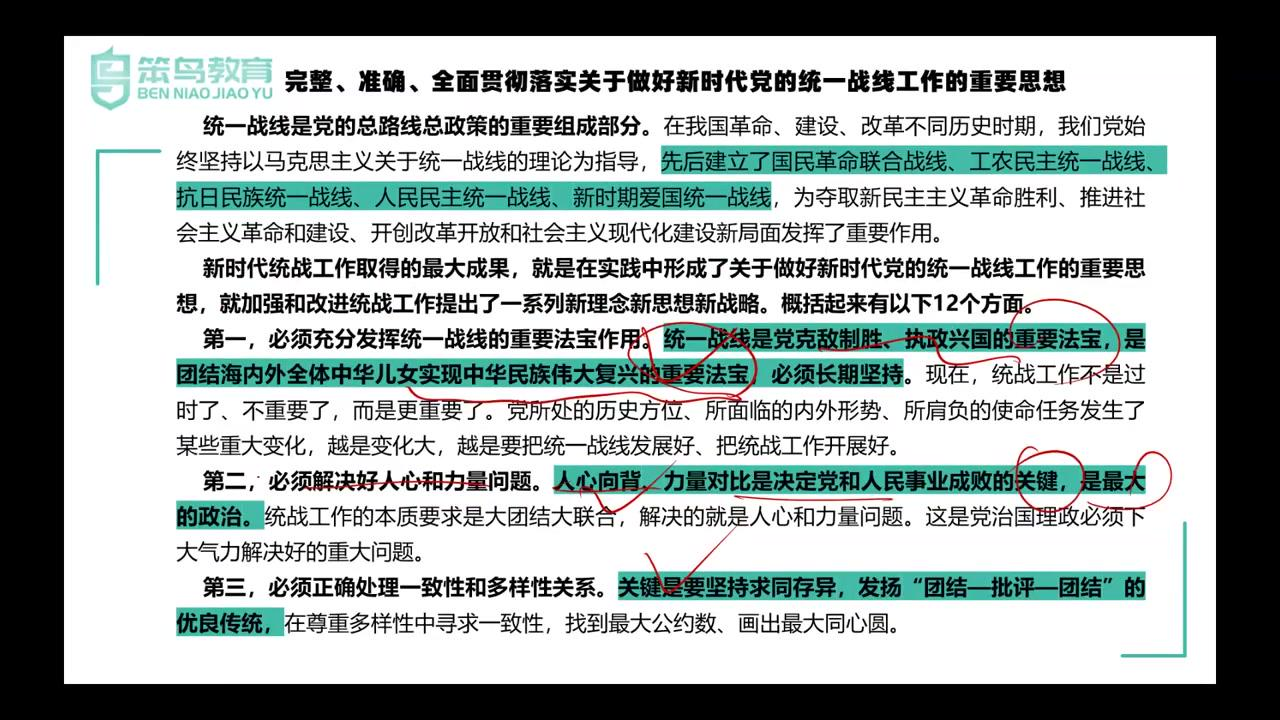 笨鸟教育
BEN NIAO JIAO YU
完整、准确、全面贯彻落实关于做好新时代党的统一战线工作的重要思想
统一战线是党的总路线总政策的重要组成部分。在我国革命、建设、改革不同历史时期，我们党始
终坚持以马克思主义关于统一战线的理论为指导，先后建立了国民革命联合战线、工农民主统一战线、
抗日民族统一战线、人民民主统一战线、新时期爱国统一战线，为夺取新民主主义革命胜利、推进社
会主义革命和建设、开创改革开放和社会主义现代化建设新局面发挥了重要作用。
新时代统战工作取得的最大成果，就是在实践中形成了关于做好新时代党的统一战线工作的重要思
想，就加强和改进统战工作提出了一系列新理念新思想新战略。概括起来有以下12个方面。
第一，必须充分发挥统一战线的重要法宝作用。统一战线是党克敌制胜、执政兴国的重要法宝，是
团结海内外全体中华儿女实现中华民族伟大复兴的重要法宝，必须长期坚持。现在，统战工作不是过
时了、不重要了，而是更重要了。党所处的历史方位、所面临的内外形势、所肩负的使命任务发生了
某些重大变化，越是变化大，越是要把统一战线发展好、把统战工作开展好。
第二，必须解决好人心和力量问题。人心向背、力量对比是决定党和人民事业成败的关键，是最大
的政治。统战工作的本质要求是大团结大联合，解决的就是人心和力量问题。这是党治国理政必须下
大气力解决好的重大问题。
第三，必须正确处理一致性和多样性关系。关键是要坚持求同存异，发扬“团结—批评—团结”的
优良传统，在尊重多样性中寻求一致性，找到最大公约数、画出最大同心圆。